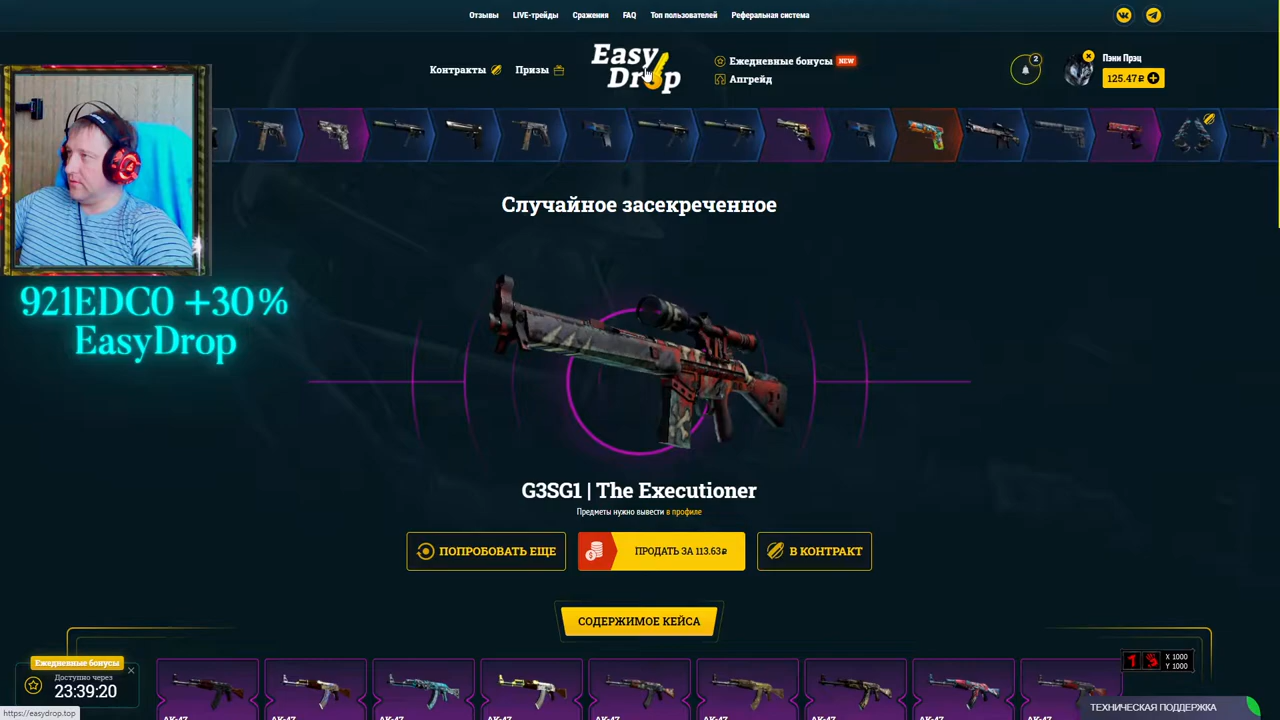 Отзывы LIVE-трейды Сражения FAQ Топ пользователей Реферальная система
Контракты Призы
Easy
Drop
Ежедневные бонусы NEW
Апгрейд
2
Пэни Прэц
125.47₽
Случайное засекреченное
921EDC0 +30%
EasyDrop
G3SG1 | The Executioner
Предметы нужно вывести в профиле
ПОПРОБОВАТЬ ЕЩЕ
ПРОДАТЬ ЗА 113.63₽
В КОНТРАКТ
СОДЕРЖИМОЕ КЕЙСА
Ежедневные бонусы
Доступно через
23:39:20
X 1000
Y 1000
https://easydrop.top
ТЕХНИЧЕСКАЯ ПОДДЕРЖКА